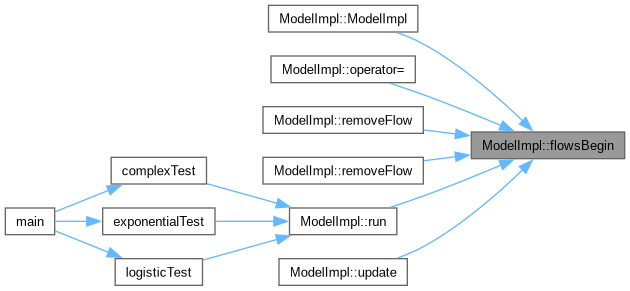 ModelImpl::ModelImpl
ModelImpl::operator=
ModelImpl::removeFlow
ModelImpl::flowsBegin
complexTest
ModelImpl::removeFlow
main
exponentialTest
ModelImpl::run
logisticTest
ModelImpl::update